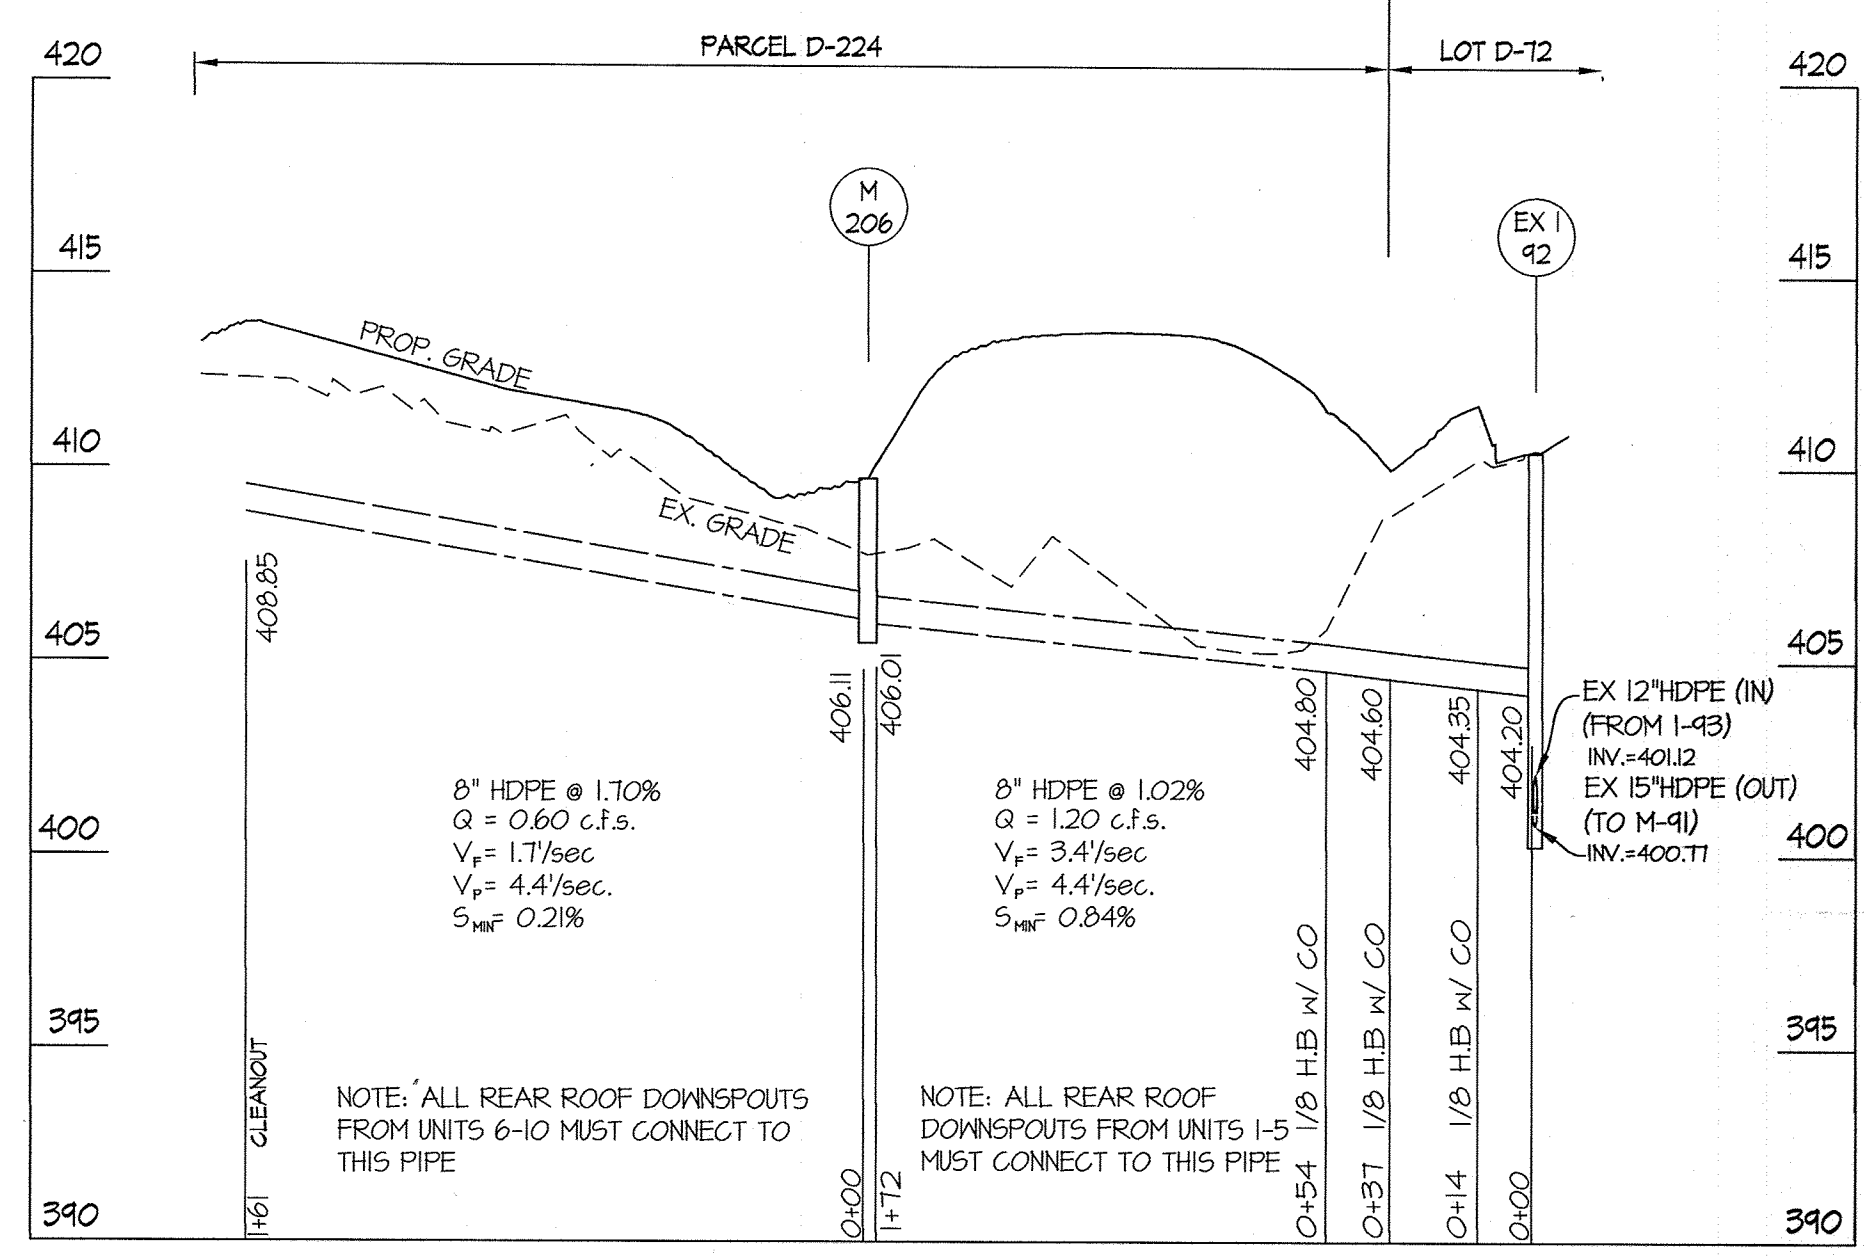 PARCEL D-224
LOT D-72
420
420
M
206
EX I
92
415
415
PROP. GRADE
410
410
EX. GRADE
408.85
405
405
406.11
406.01
404.80
404.60
404.35
404.20
EX 12"HDPE (IN)
(FROM I-93)
INV.=401.12
EX 15"HDPE (OUT)
(TO M-91)
INV.=400.77
8" HDPE @ 1.70%
Q = 0.60 c.f.s.
VF= 1.7'/sec
VP= 4.4'/sec.
SMIN= 0.21%
8" HDPE @ 1.02%
Q = 1.20 c.f.s.
VF= 3.4'/sec
VP= 4.4'/sec.
SMIN= 0.84%
400
400
395
395
1+61 CLEANOUT
NOTE: ALL REAR ROOF DOWNSPOUTS
FROM UNITS 6-10 MUST CONNECT TO
THIS PIPE
0+00
1+72
NOTE: ALL REAR ROOF
DOWNSPOUTS FROM UNITS 1-5
MUST CONNECT TO THIS PIPE
0+54 1/8 H.B W/ CO
0+37 1/8 H.B W/ CO
0+14 1/8 H.B W/ CO
0+00
390
390